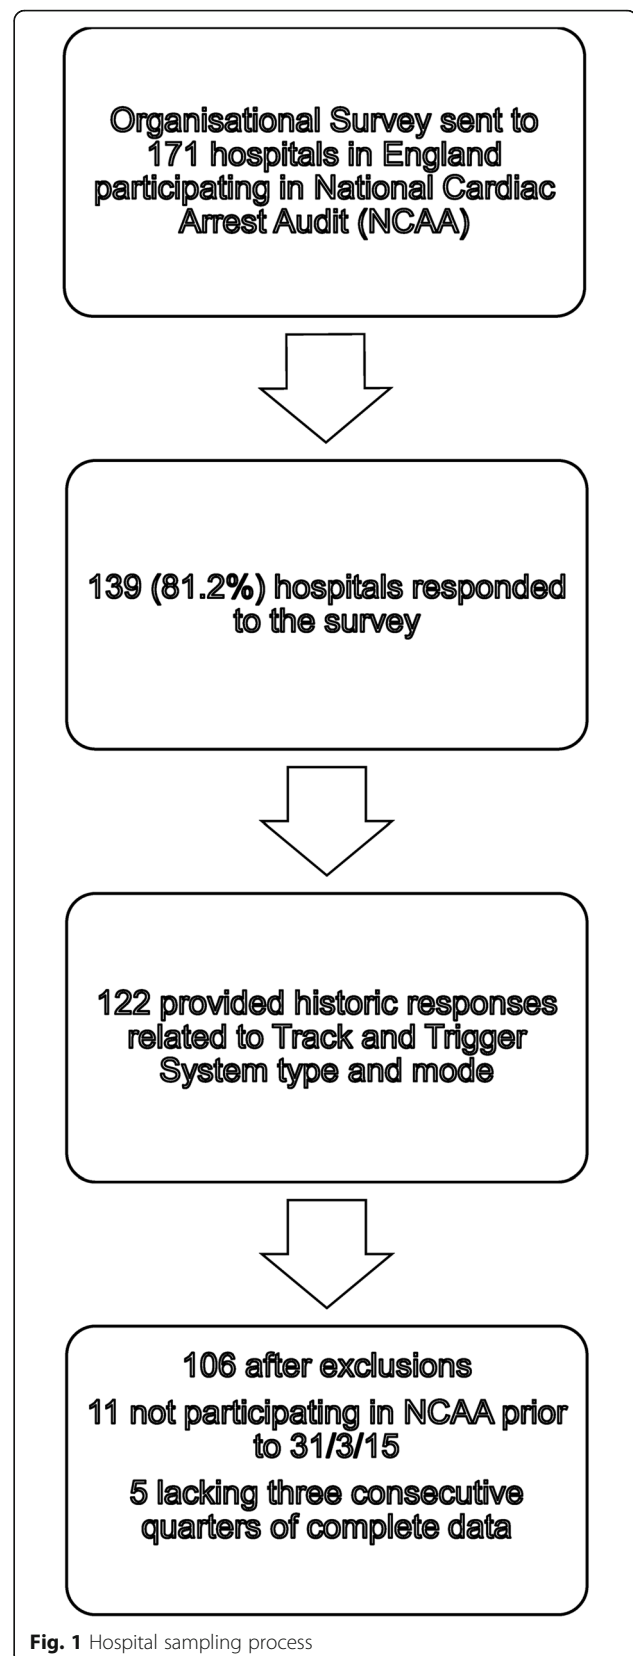 Organisational Survey sent to
171 hospitals in England
participating in National Cardiac
Arrest Audit (NCAA)
139 (81.2%) hospitals responded
to the survey
122 provided historic responses
related to Track and Trigger
System type and mode
106 after exclusions
11 not participating in NCAA prior
to 31/3/15
5 lacking three consecutive
quarters of complete data
Fig. 1 Hospital sampling process